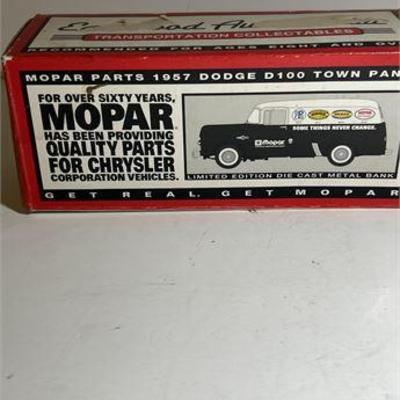 TRANSPORTATION COLLECTABLES
RECOMMENDED FOR AGES EIGHT AND OV
MOPAR PARTS 1957 DODGE D100 TOWN PAN
FOR OVER SIXTY YEARS,
MOPAR
HAS BEEN PROVIDING
QUALITY PARTS
FOR CHRYSLER
CORPORATION VEHICLES.
SOME THINGS NEVER CHANGE.
mopar
LIMITED EDITION DIE CAST METAL BANK
GET REAL. GET MOPAR